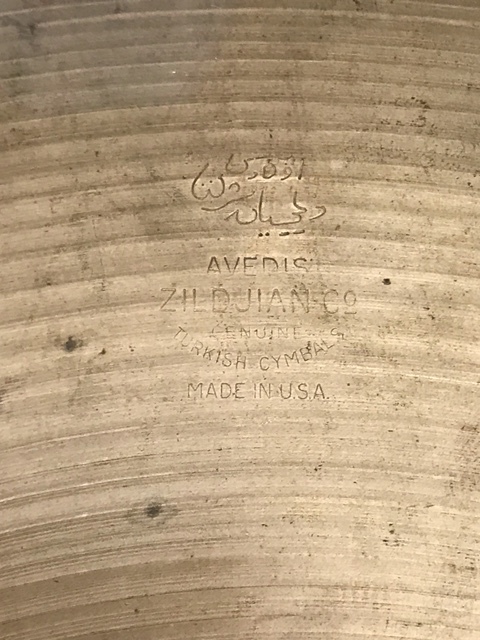 AVEDIS
ZILDJIAN CO
GENUINE
TURKISH CYMBALS
MADE IN U.S.A.